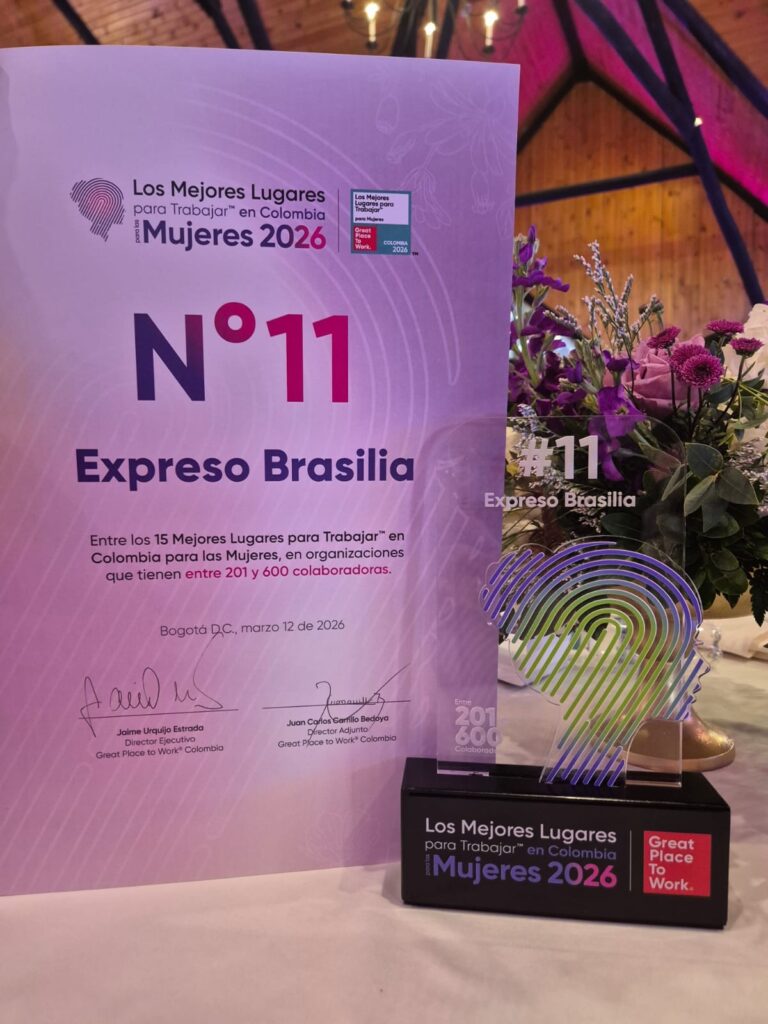 Los Mejores Lugares
para Trabajar™ en Colombia
para las Mujeres 2026
Los Mejores
Lugares para
Trabajar™
para Mujeres
Great
Place
To
Work.
COLOMBIA
2026
™
N°11
Expreso Brasilia
Entre los 15 Mejores Lugares para Trabajar™ en
Colombia para las Mujeres, en organizaciones
que tienen entre 201 y 600 colaboradoras.
Bogotá D.C., marzo 12 de 2026
Jaime Urquijo Estrada
Director Ejecutivo
Great Place to Work® Colombia
Juan Carlos Garrillo Bedoya
Director Adjunto
Great Place to Work® Colombia
#11
Expreso Brasilia
Entre
201
600
Colaboradoras
Los Mejores Lugares
para Trabajar™ en Colombia
para las Mujeres 2026
Great
Place
To
Work.